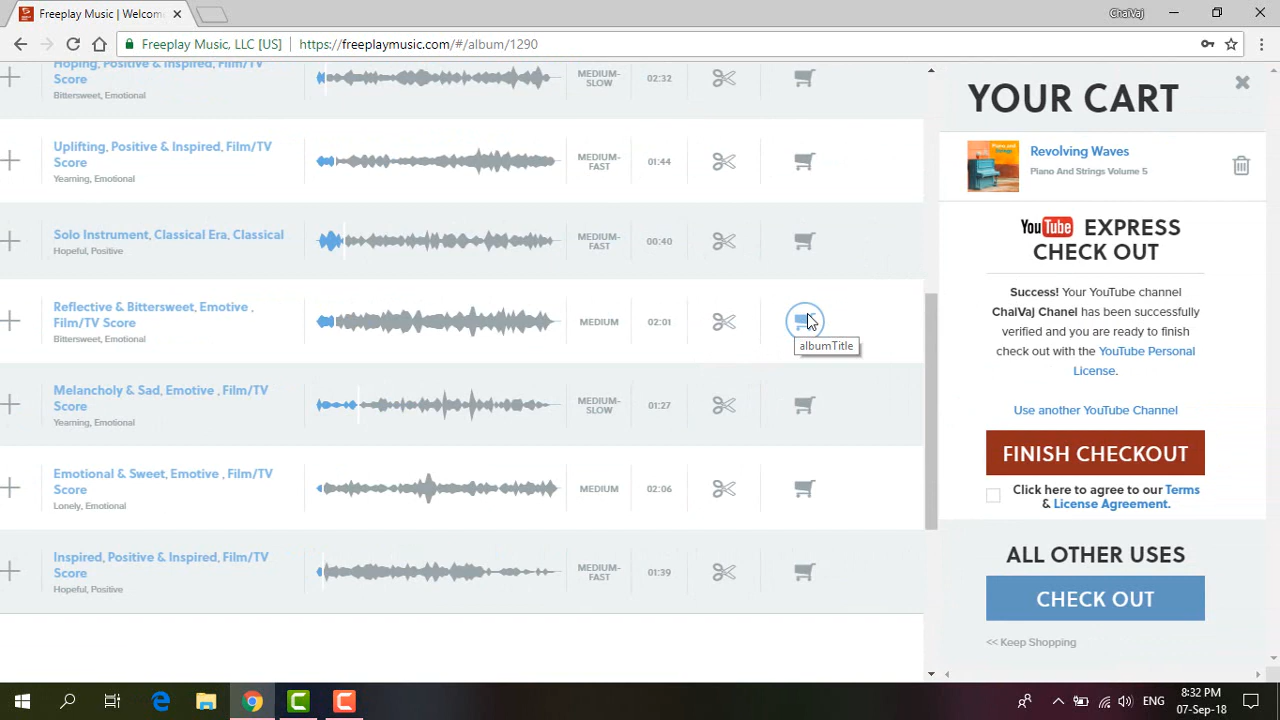 Freeplay Music | Welcom
ChaiVaj
Freeplay Music, LLC [US]
https://freeplaymusic.com/#/album/1290
Hoping, Positive & Inspired, Film/TV
Score
Bittersweet, Emotional
MEDIUM-
SLOW
02:32
Uplifting, Positive & Inspired, Film/TV
Score
Yearning, Emotional
MEDIUM-
FAST
01:44
Solo Instrument, Classical Era, Classical
Hopeful, Positive
MEDIUM-
FAST
00:40
Reflective & Bittersweet, Emotive ,
Film/TV Score
Bittersweet, Emotional
MEDIUM
02:01
albumTitle
Melancholy & Sad, Emotive , Film/TV
Score
Yearning, Emotional
MEDIUM-
SLOW
01:27
Emotional & Sweet, Emotive , Film/TV
Score
Lonely, Emotional
MEDIUM
02:06
Inspired, Positive & Inspired, Film/TV
Score
Hopeful, Positive
MEDIUM-
FAST
01:39
YOUR CART
Revolving Waves
Piano And Strings Volume 5
YouTube EXPRESS
CHECK OUT
Success! Your YouTube channel
ChaiVaj Chanel has been successfully
verified and you are ready to finish
check out with the YouTube Personal
License.
Use another YouTube Channel
FINISH CHECKOUT
Click here to agree to our Terms
& License Agreement.
ALL OTHER USES
CHECK OUT
<< Keep Shopping
ENG
8:32 PM
07-Sep-18